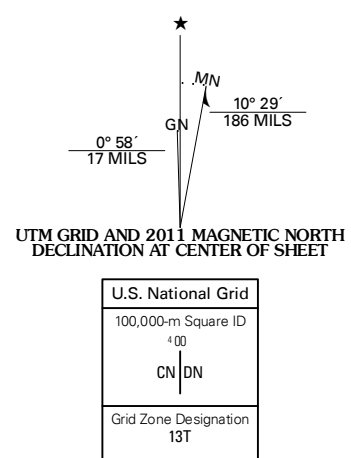 ★
MN
GN
10° 29´
186 MILS
0° 58´
17 MILS
UTM GRID AND 2011 MAGNETIC NORTH
DECLINATION AT CENTER OF SHEET
U.S. National Grid
100,000-m Square ID
4 00
CN DN
Grid Zone Designation
13T